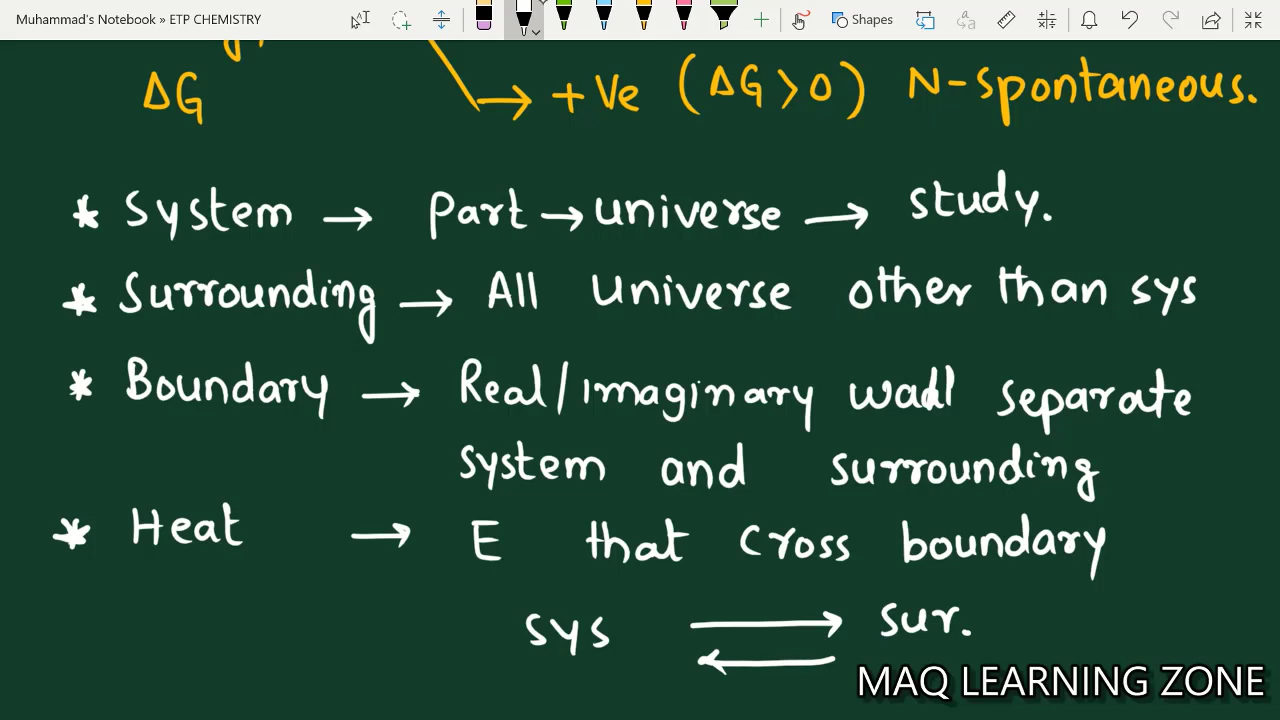 Muhammad's Notebook » ETP CHEMISTRY
Shapes
ΔG → +Ve (ΔG > 0) N-spontaneous.
* System → Part → universe → study.
* Surrounding → All universe other than sys
* Boundary → Real/imaginary wall separate
system and surrounding
* Heat → E that cross boundary
sys ⇄ sur.
MAQ LEARNING ZONE